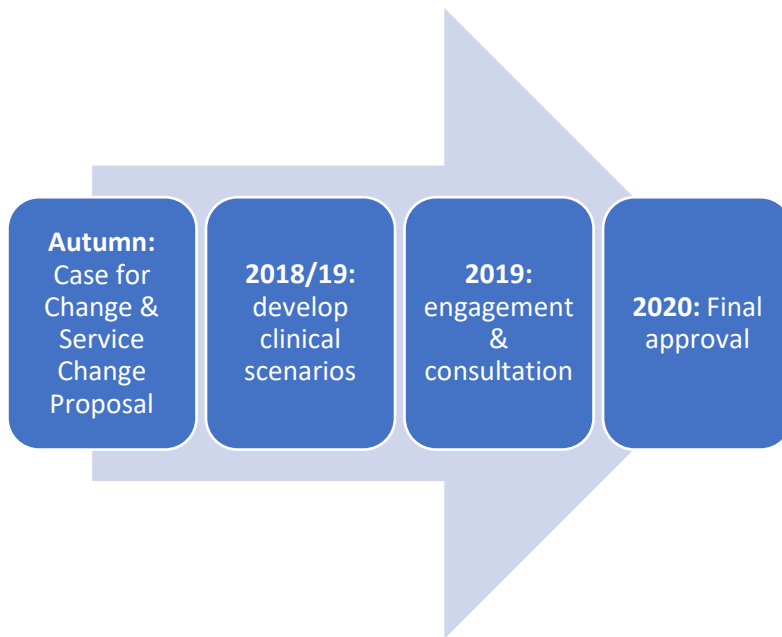 Autumn:
Case for
Change &
Service
Change
Proposal
2018/19:
develop
clinical
scenarios
2019:
engagement
&
consultation
2020: Final
approval